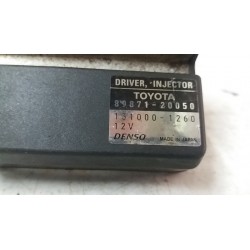 DRIVER, INJECTOR
TOYOTA
89871-20050
131000-1260
12V
DENSO MADE IN JAPAN